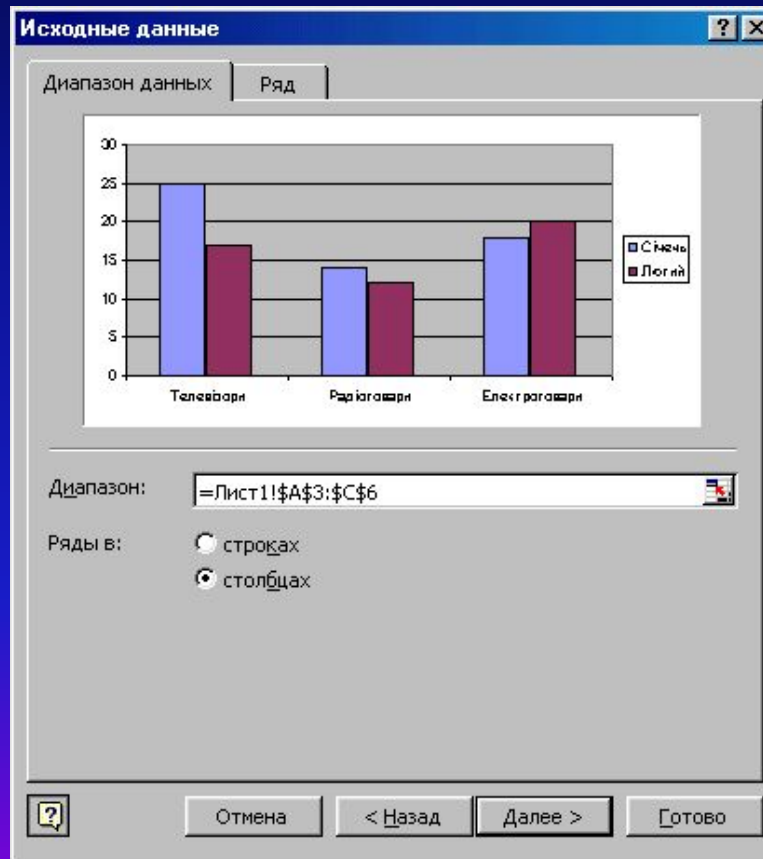 Исходные данные
Диапазон данных
Ряд
30
25
20
15
10
5
0
Січень
Лютий
Телевізори
Радіотовари
Електротовари
Диапазон:
=Лист1!$A$3:$C$6
Ряды в:
строках
столбцах
Отмена
< Назад
Далее >
Готово